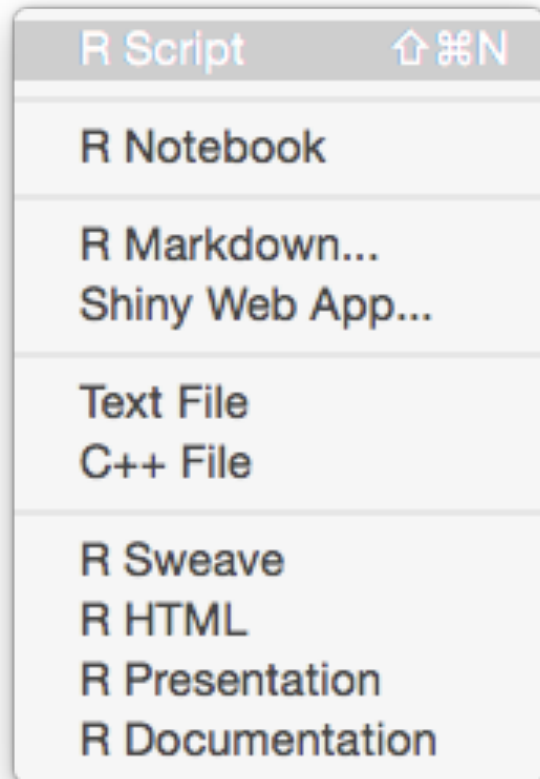 R Script ⇧⌘N
R Notebook
R Markdown...
Shiny Web App...
Text File
C++ File
R Sweave
R HTML
R Presentation
R Documentation